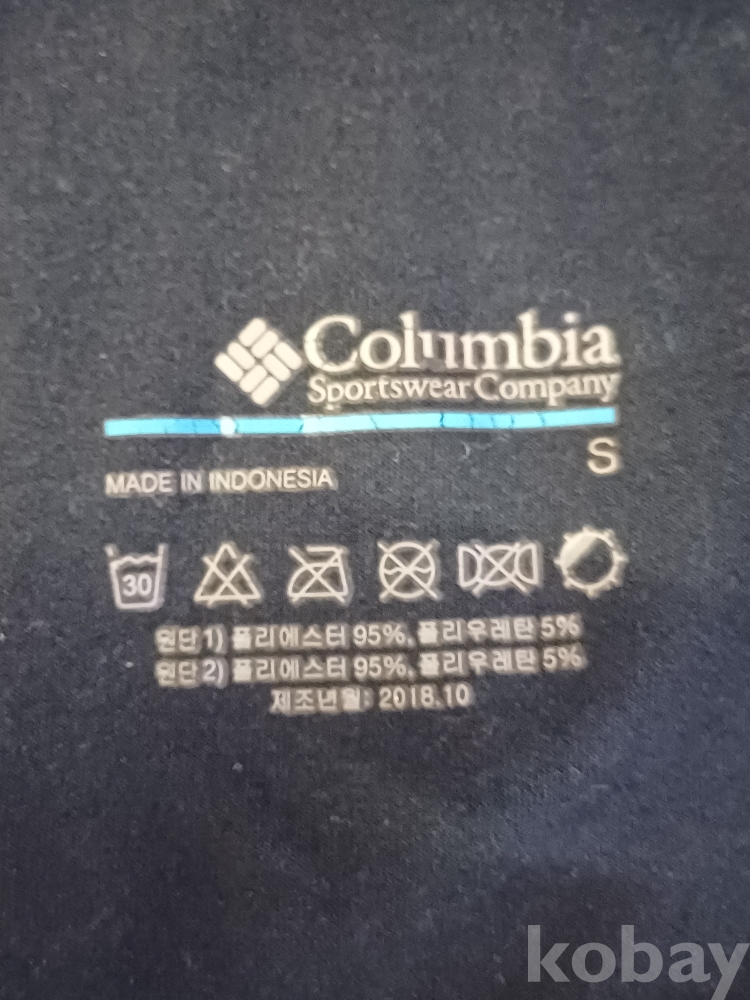 Columbia
Sportswear Company
S
MADE IN INDONESIA
30
원단1) 폴리에스터 95%, 폴리우레탄 5%
원단2) 폴리에스터 95%, 폴리우레탄 5%
제조년월: 2018.10
kobay